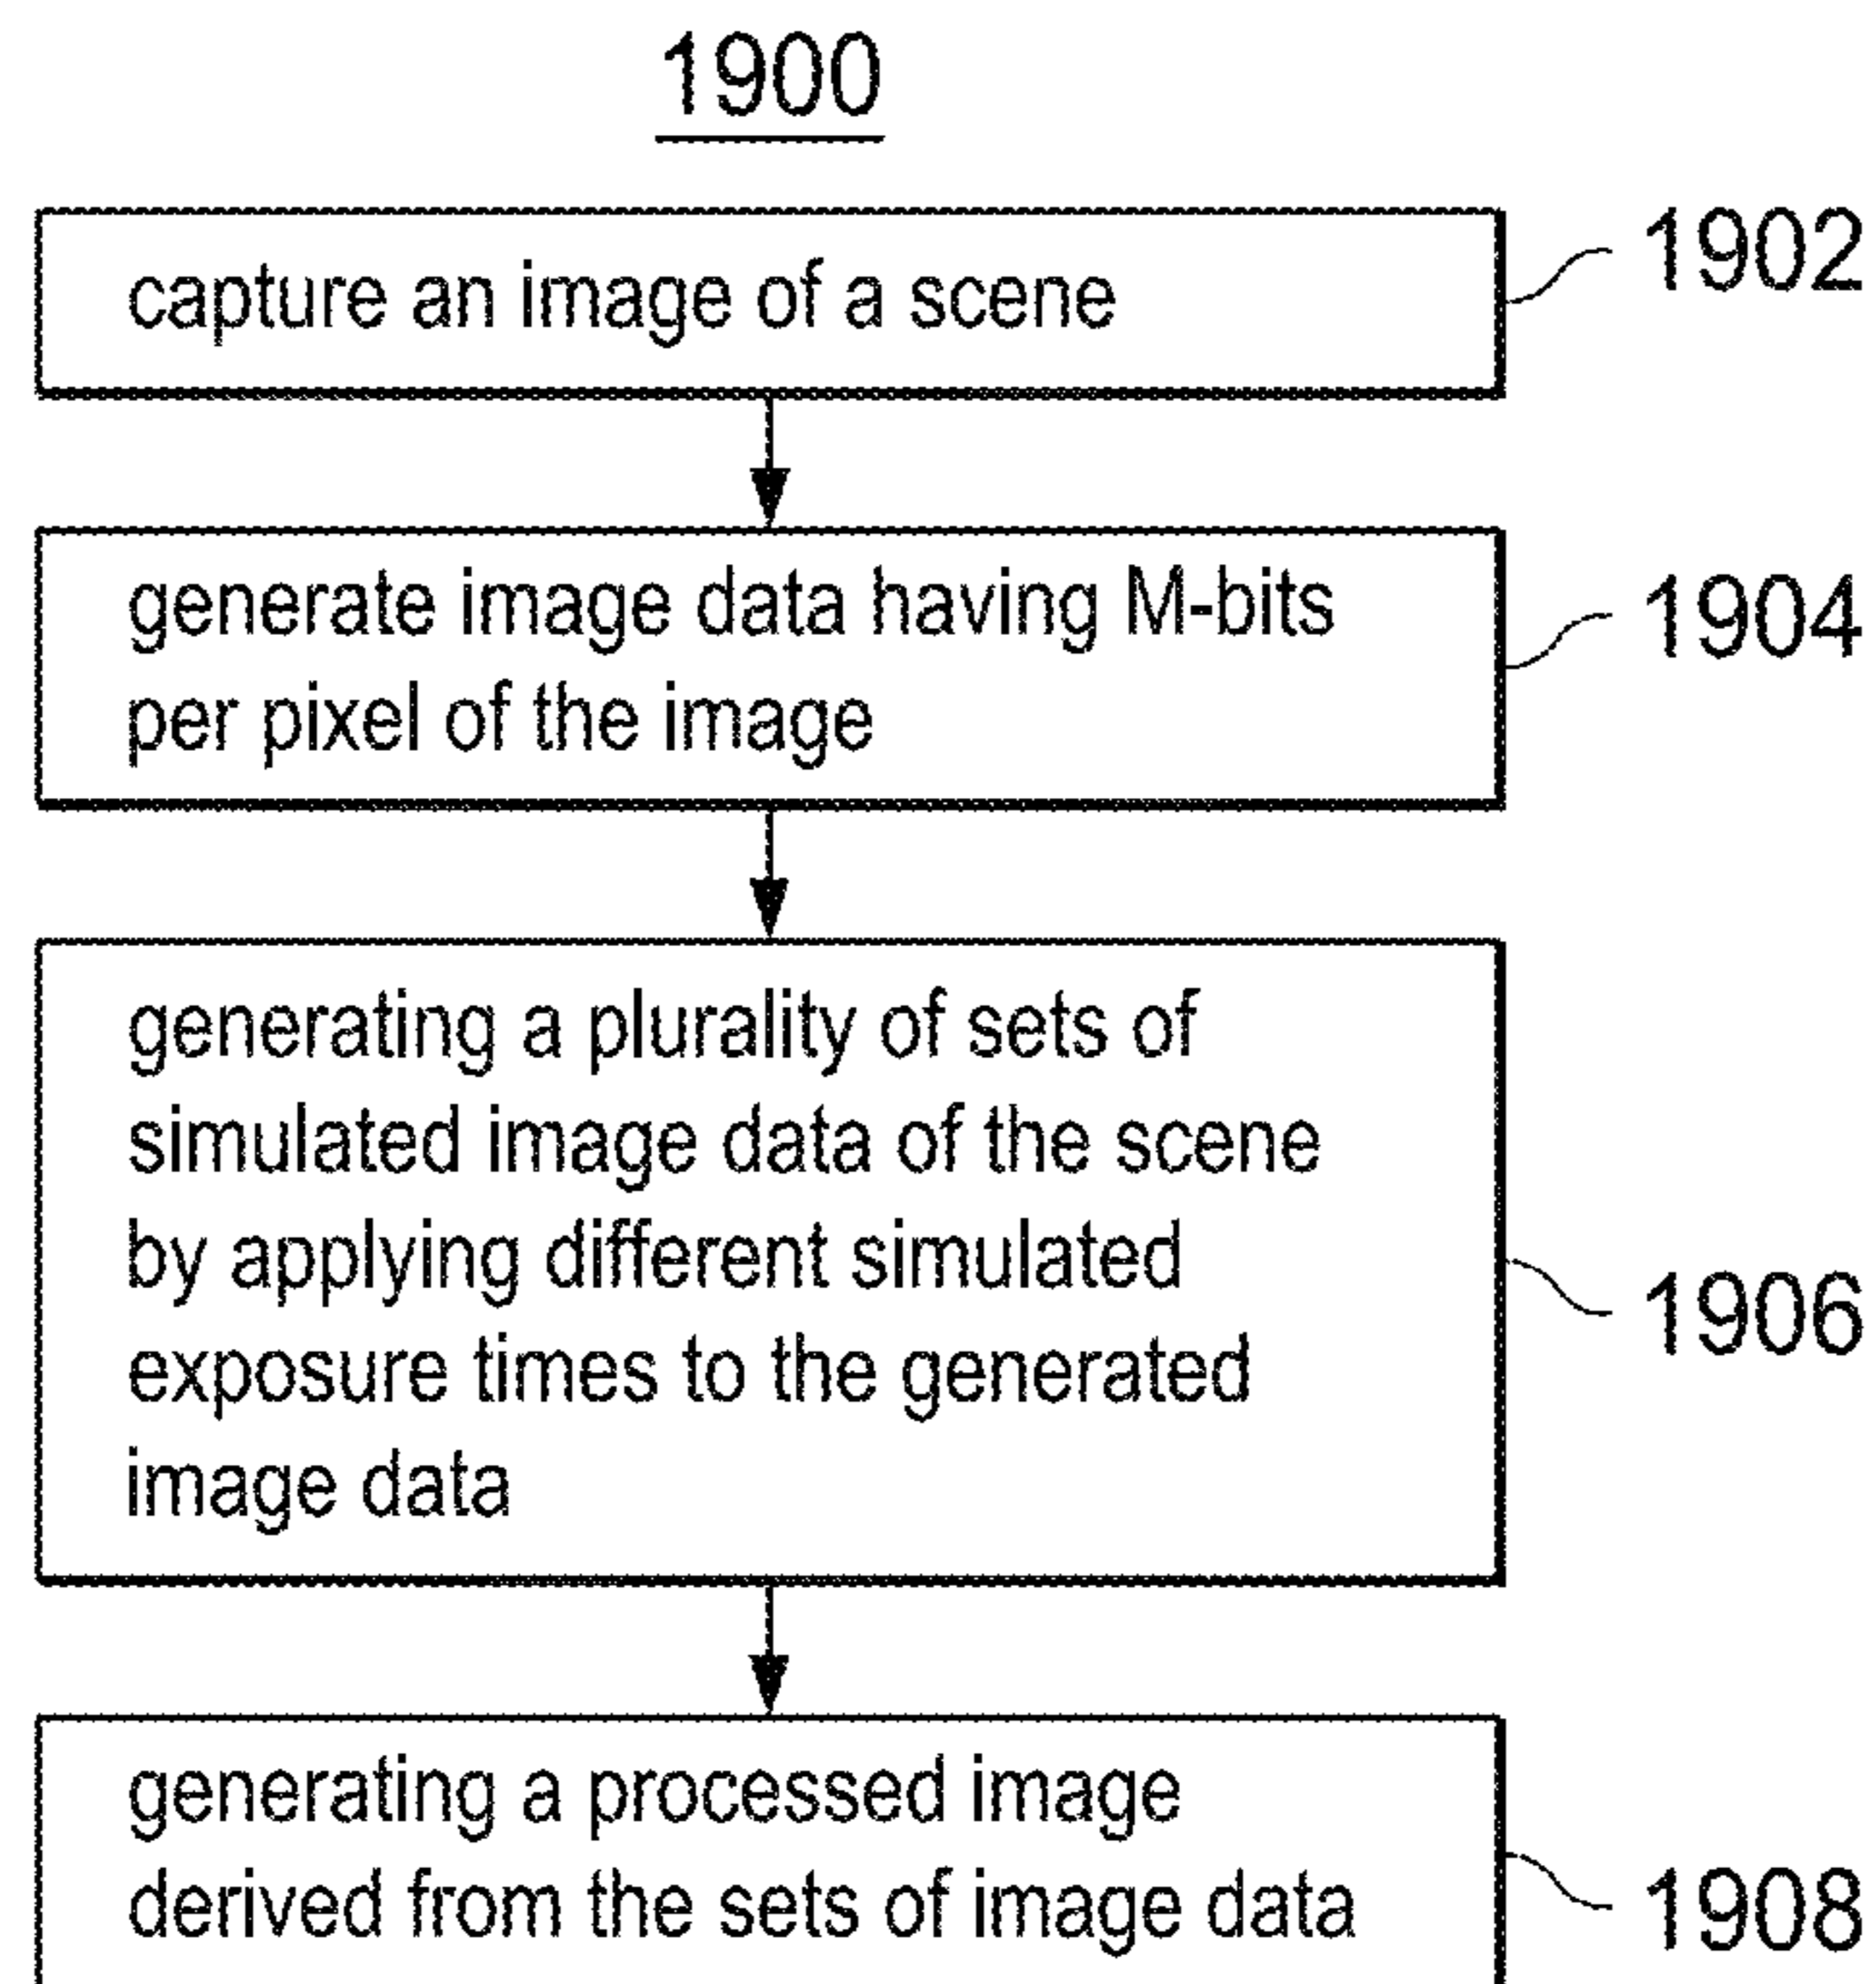 1900
capture an image of a scene
1902
generate image data having M-bits
per pixel of the image
1904
generating a plurality of sets of
simulated image data of the scene
by applying different simulated
exposure times to the generated
image data
1906
generating a processed image
derived from the sets of image data
1908